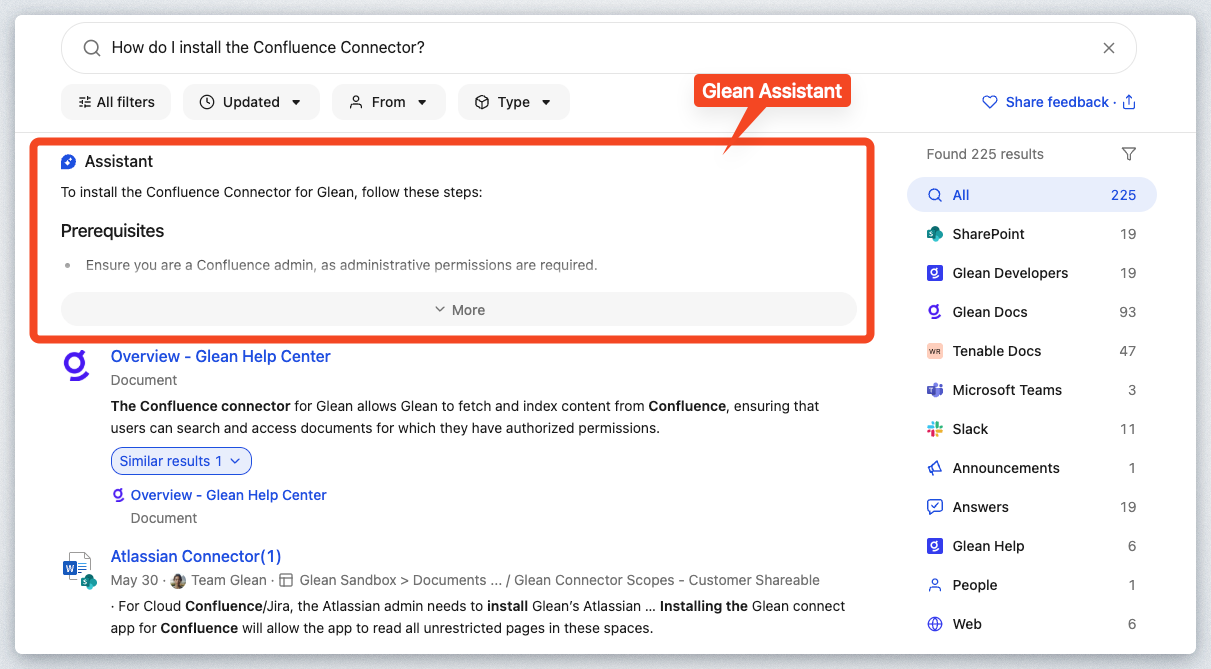 How do I install the Confluence Connector?
All filters
Updated
From
Type
Glean Assistant
Share feedback ·
Assistant
To install the Confluence Connector for Glean, follow these steps:
Prerequisites
• Ensure you are a Confluence admin, as administrative permissions are required.
More
Overview - Glean Help Center
Document
The Confluence connector for Glean allows Glean to fetch and index content from Confluence, ensuring that
users can search and access documents for which they have authorized permissions.
Similar results 1
Overview - Glean Help Center
Document
Atlassian Connector(1)
May 30 · Team Glean · Glean Sandbox > Documents ... / Glean Connector Scopes - Customer Shareable
· For Cloud Confluence/Jira, the Atlassian admin needs to install Glean's Atlassian ... Installing the Glean connect
app for Confluence will allow the app to read all unrestricted pages in these spaces.
Found 225 results
All 225
SharePoint 19
Glean Developers 19
Glean Docs 93
WR Tenable Docs 47
Microsoft Teams 3
Slack 11
Announcements 1
Answers 19
Glean Help 6
People 1
Web 6